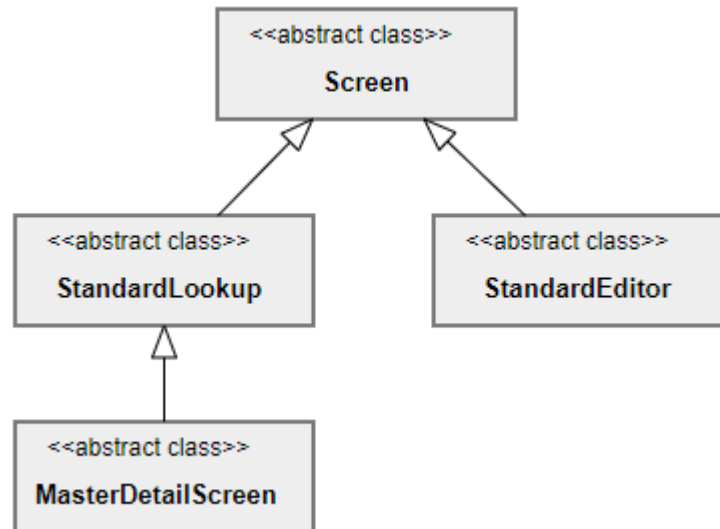 <<abstract class>>
Screen
<<abstract class>>
StandardLookup
<<abstract class>>
StandardEditor
<<abstract class>>
MasterDetailScreen